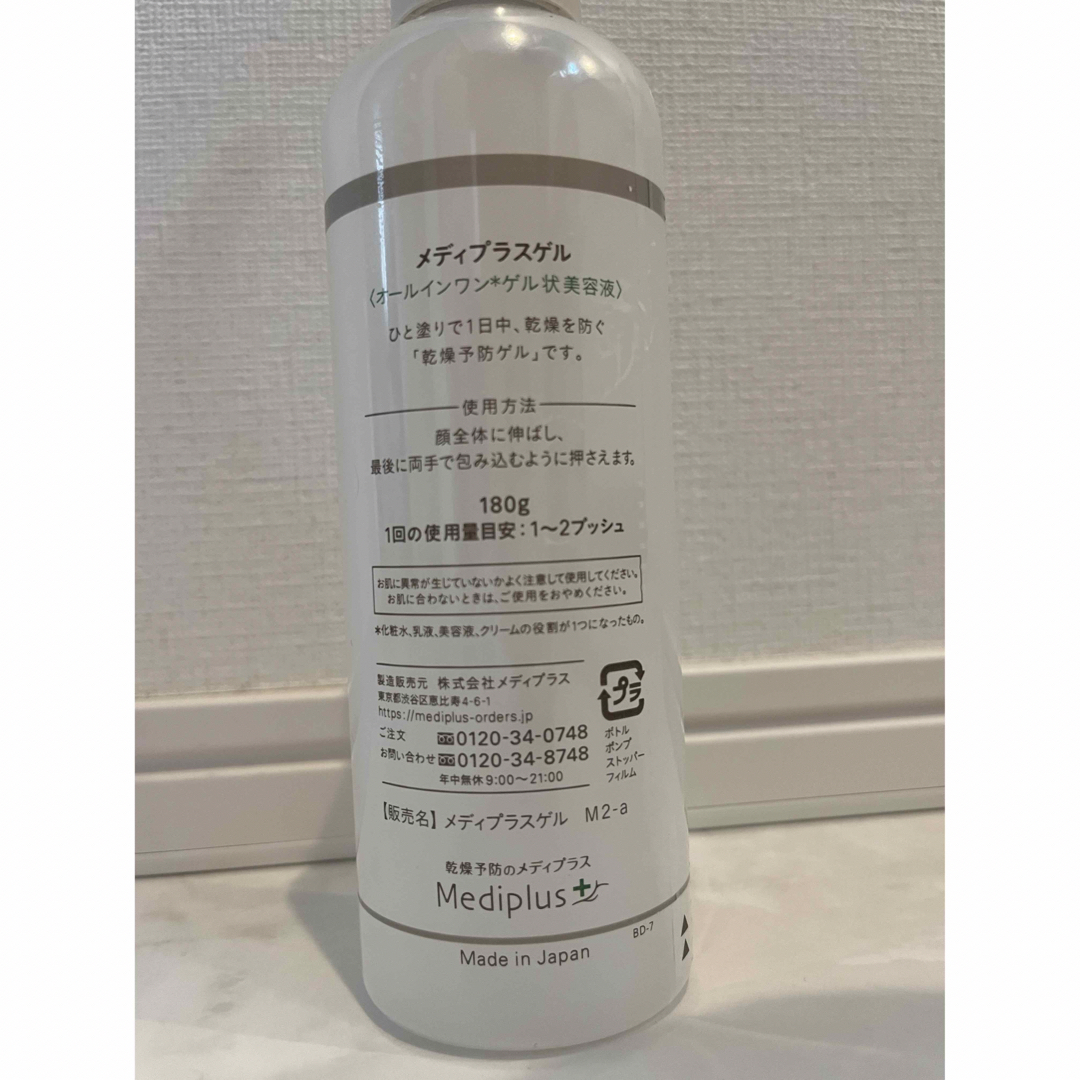 メディプラスゲル
〈オールインワン*ゲル状美容液〉
ひと塗りで1日中、乾燥を防ぐ
「乾燥予防ゲル」です。
使用方法
顔全体に伸ばし、
最後に両手で包み込むように押さえます。
180g
1回の使用量目安：1〜2プッシュ
お肌に異常が生じていないかよく注意して使用してください。
お肌に合わないときは、ご使用をおやめください。
*化粧水、乳液、美容液、クリームの役割が1つになったもの。
製造販売元 株式会社メディプラス
東京都渋谷区恵比寿4-6-1
https://mediplus-orders.jp
ご注文 0120-34-0748
お問い合わせ 0120-34-8748
年中無休9:00〜21:00
プラ
ボトル
ポンプ
ストッパー
フィルム
【販売名】メディプラスゲル M2-a
乾燥予防のメディプラス
Mediplus
BD-7
Made in Japan